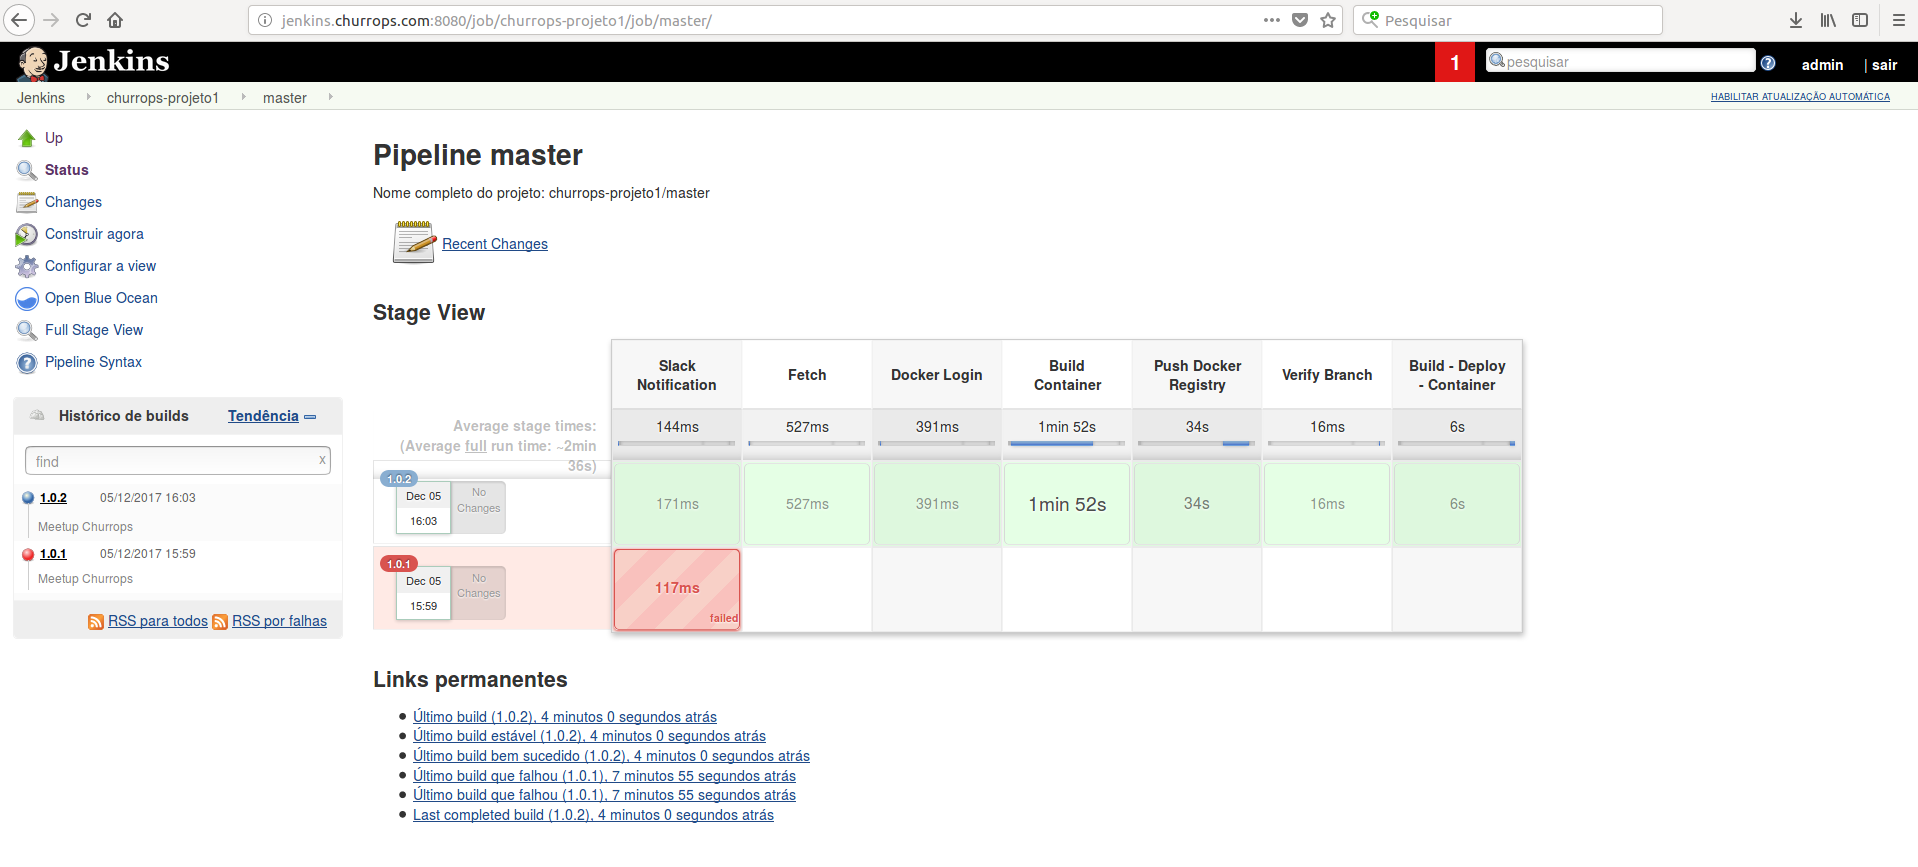 jenkins.churrops.com:8080/job/churrops-projeto1/job/master/
Pesquisar
Jenkins
1
pesquisar
admin
| sair
Jenkins
churrops-projeto1
master
HABILITAR ATUALIZAÇÃO AUTOMÁTICA
Up
Status
Changes
Construir agora
Configurar a view
Open Blue Ocean
Full Stage View
Pipeline Syntax
Histórico de builds
Tendência
find
x
1.0.2 05/12/2017 16:03
Meetup Churrops
1.0.1 05/12/2017 15:59
Meetup Churrops
RSS para todos
RSS por falhas
Pipeline master
Nome completo do projeto: churrops-projeto1/master
Recent Changes
Stage View
Slack
Notification
Fetch
Docker Login
Build
Container
Push Docker
Registry
Verify Branch
Build - Deploy
- Container
Average stage times:
(Average full run time: ~2min
36s)
144ms
527ms
391ms
1min 52s
34s
16ms
6s
1.0.2
Dec 05
16:03
No
Changes
171ms
527ms
391ms
1min 52s
34s
16ms
6s
1.0.1
Dec 05
15:59
No
Changes
117ms
failed
Links permanentes
Último build (1.0.2), 4 minutos 0 segundos atrás
Último build estável (1.0.2), 4 minutos 0 segundos atrás
Último build bem sucedido (1.0.2), 4 minutos 0 segundos atrás
Último build que falhou (1.0.1), 7 minutos 55 segundos atrás
Último build que falhou (1.0.1), 7 minutos 55 segundos atrás
Last completed build (1.0.2), 4 minutos 0 segundos atrás